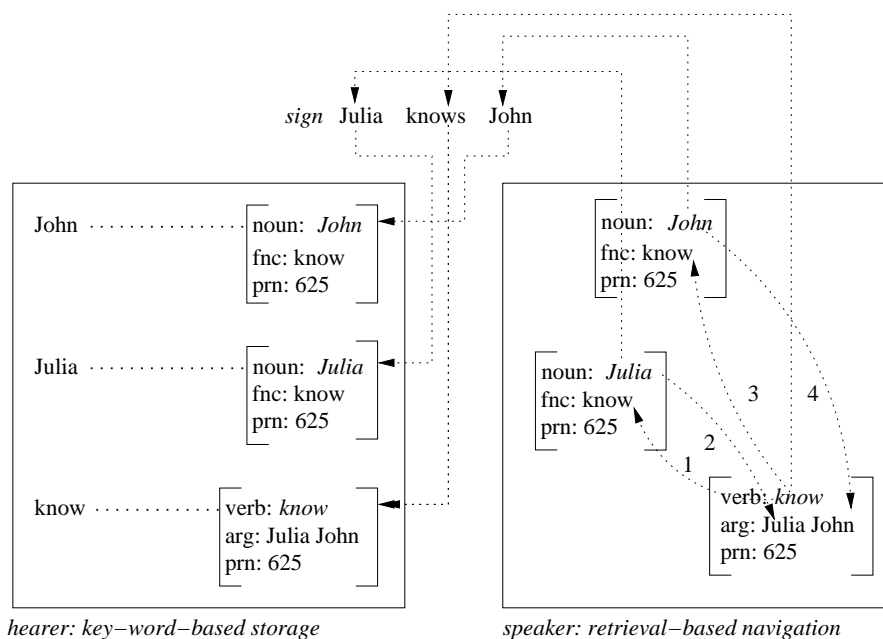 sign Julia knows John
John
noun: John
fnc: know
prn: 625
Julia
noun: Julia
fnc: know
prn: 625
know
verb: know
arg: Julia John
prn: 625
hearer: key−word−based storage
noun: John
fnc: know
prn: 625
noun: Julia
fnc: know
prn: 625
1
2
3
4
verb: know
arg: Julia John
prn: 625
speaker: retrieval−based navigation